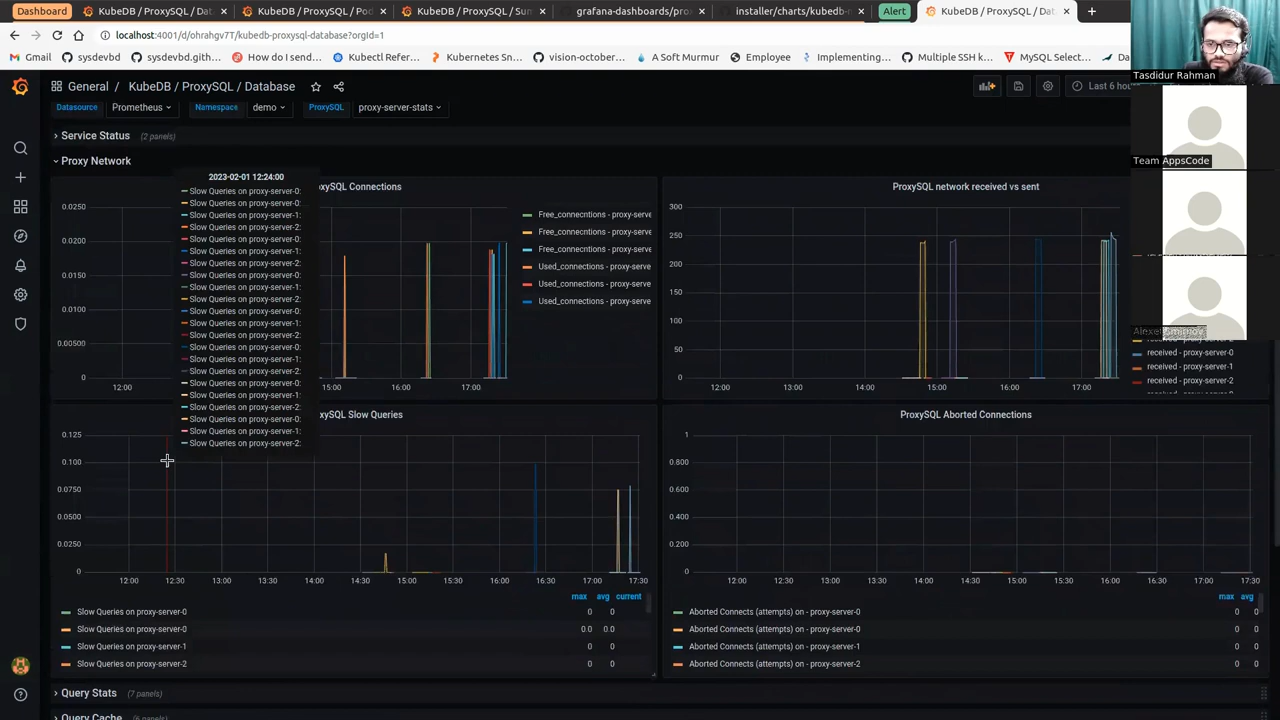 Dashboard
KubeDB / ProxySQL / Dat
KubeDB / ProxySQL / Pod
KubeDB / ProxySQL / Sum
grafana-dashboards/prox
installer/charts/kubedb-m
Alert
KubeDB / ProxySQL / Dat
localhost:4001/d/ohrahgv7T/kubedb-proxysql-database?orgId=1
Gmail
sysdevbd
sysdevbd.gith...
Kubectl Refer...
vision-october...
A Soft Murmur
Employee
Implementing...
How do I send...
Multiple SSH k...
MySQL Select...
Dat
General / KubeDB / ProxySQL / Database
Last 6 hou
Datasource
Prometheus
Namespace
demo
ProxySQL
proxy-server-stats
Service Status (2 panels)
Proxy Network
2023-02-01 12:24:00
Slow Queries on proxy-server-0:
Slow Queries on proxy-server-0:
Slow Queries on proxy-server-1:
Slow Queries on proxy-server-2:
Slow Queries on proxy-server-0:
Slow Queries on proxy-server-1:
Slow Queries on proxy-server-2:
Slow Queries on proxy-server-0:
Slow Queries on proxy-server-1:
Slow Queries on proxy-server-2:
Slow Queries on proxy-server-0:
Slow Queries on proxy-server-1:
Slow Queries on proxy-server-2:
Slow Queries on proxy-server-0:
Slow Queries on proxy-server-1:
Slow Queries on proxy-server-2:
Slow Queries on proxy-server-0:
Slow Queries on proxy-server-1:
Slow Queries on proxy-server-2:
Slow Queries on proxy-server-0:
Slow Queries on proxy-server-1:
Slow Queries on proxy-server-2:
xySQL Connections
0.0250
0.0200
0.0150
0.0100
0.00500
0
12:00
15:00
16:00
17:00
Free_connecntions - proxy-serve
Free_connecntions - proxy-serve
Free_connecntions - proxy-serve
Used_connections - proxy-serve
Used_connections - proxy-serve
Used_connections - proxy-serve
ProxySQL network received vs sent
300
250
200
150
100
50
0
12:00
13:00
14:00
15:00
16:00
17:00
received - proxy-server-0
received - proxy-server-1
received - proxy-server-2
xySQL Slow Queries
0.125
0.100
0.0750
0.0500
0.0250
0
12:00
12:30
13:00
13:30
14:00
14:30
15:00
15:30
16:00
16:30
17:00
17:30
max avg current
Slow Queries on proxy-server-0 0 0
Slow Queries on proxy-server-0 0.0 0.0
Slow Queries on proxy-server-1 0 0
Slow Queries on proxy-server-2 0 0
ProxySQL Aborted Connections
1
0.800
0.600
0.400
0.200
0
12:00
12:30
13:00
13:30
14:00
14:30
15:00
15:30
16:00
16:30
17:00
17:30
max avg
Aborted Connects (attempts) on - proxy-server-0 0 0
Aborted Connects (attempts) on - proxy-server-0 0 0
Aborted Connects (attempts) on - proxy-server-1 0 0
Aborted Connects (attempts) on - proxy-server-2 0 0
Query Stats (7 panels)
Query Cache (6 panels)
Tasdidur Rahman
Team AppsCode
Alexey Smirnov